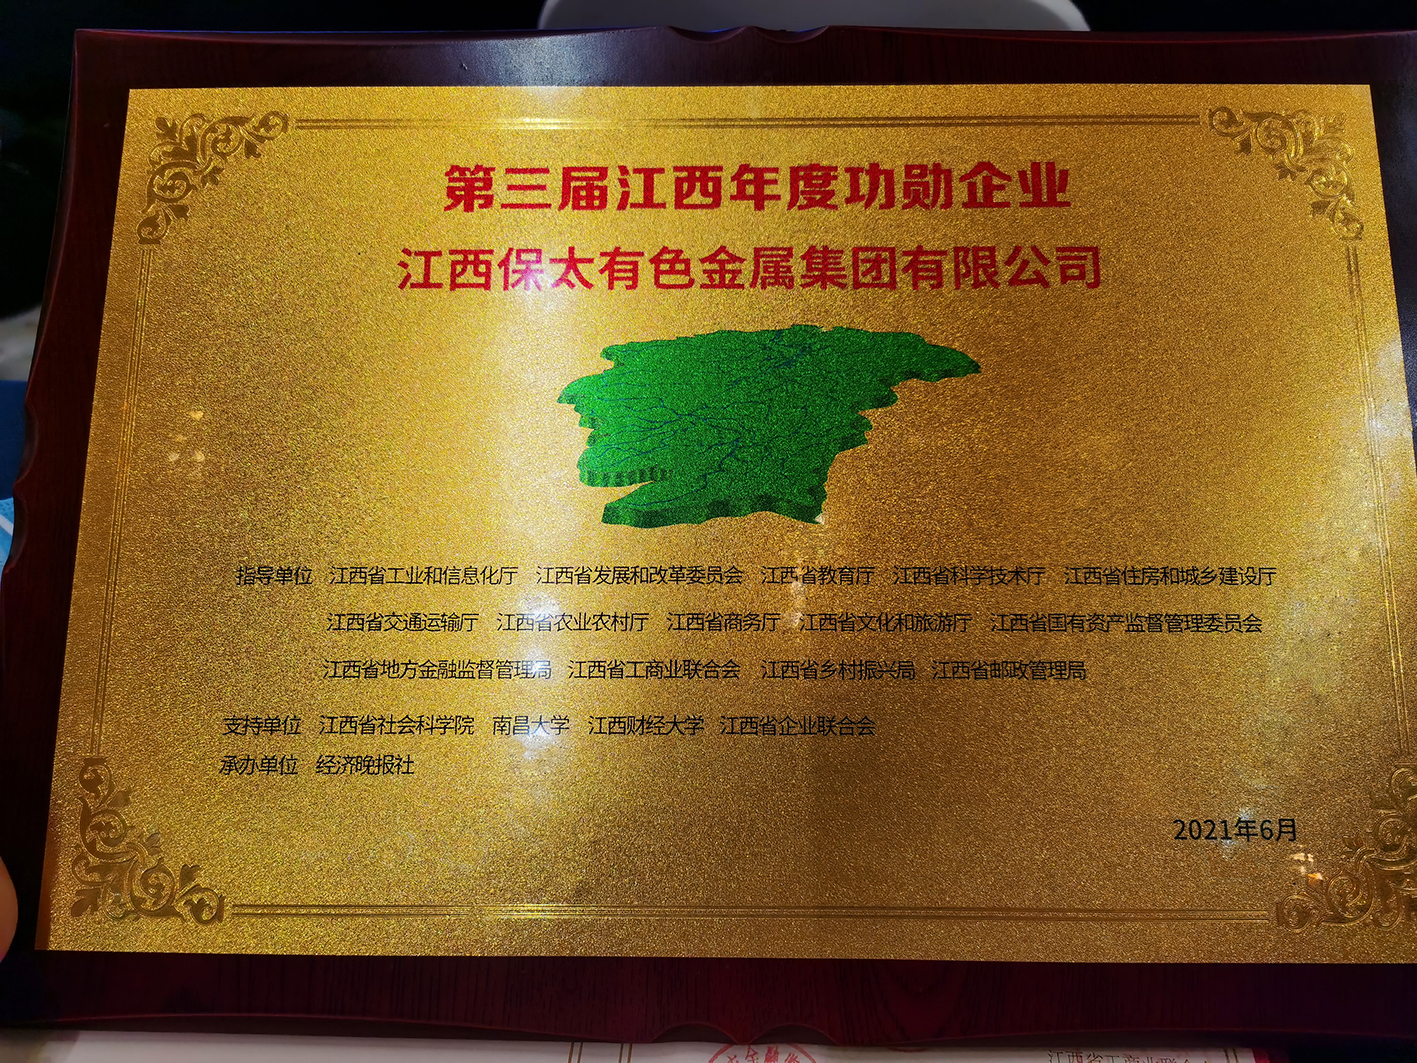 第三届江西年度功勋企业
江西保太有色金属集团有限公司
指导单位 江西省工业和信息化厅 江西省发展和改革委员会 江西省教育厅 江西省科学技术厅 江西省住房和城乡建设厅
江西省交通运输厅 江西省农业农村厅 江西省商务厅 江西省文化和旅游厅 江西省国有资产监督管理委员会
江西省地方金融监督管理局 江西省工商业联合会 江西省乡村振兴局 江西省邮政管理局
支持单位 江西省社会科学院 南昌大学 江西财经大学 江西省企业联合会
承办单位 经济晚报社
2021年6月